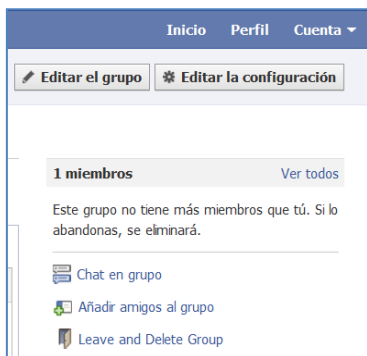 Inicio Perfil Cuenta
Editar el grupo Editar la configuración
1 miembros Ver todos
Este grupo no tiene más miembros que tú. Si lo
abandonas, se eliminará.
Chat en grupo
Añadir amigos al grupo
Leave and Delete Group